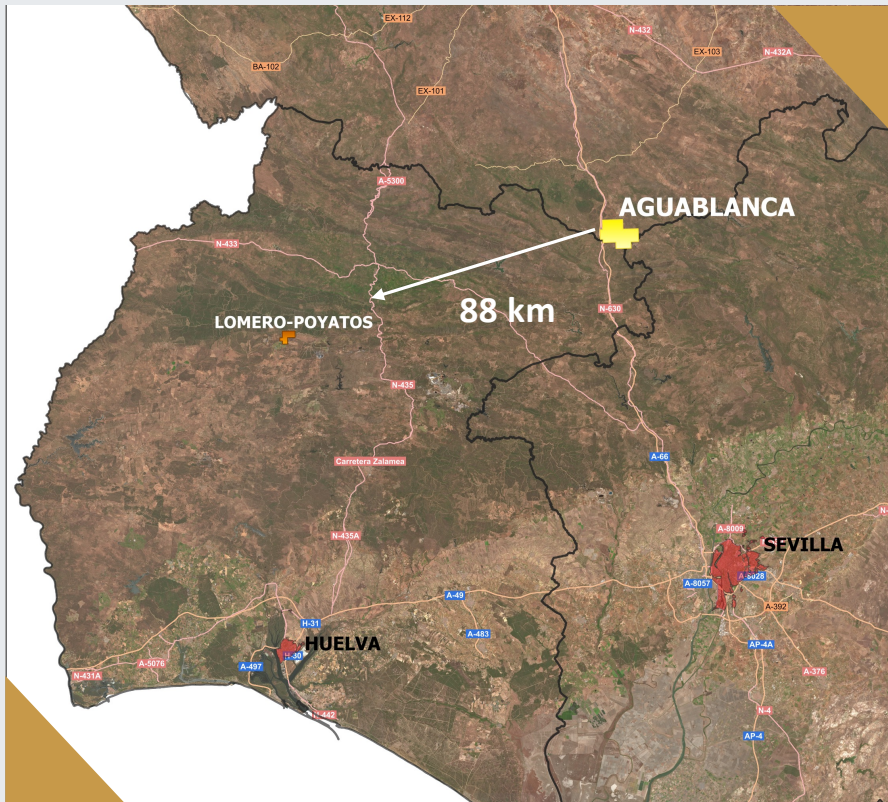 EX-112
N-432
EX-103
N-432A
BA-102
EX-101
A-5300
AGUABLANCA
N-433
88 km
N-630
LOMERO-POYATOS
N-435
A-66
Carretera Zalamea
N-435A
A-8009
SEVILLA
A-8057
A-8028
A-49
A-392
H-31
A-483
HUELVA
H-30
AP-4A
A-5076
A-497
A-376
N-431A
N-442
N-4
AP-4